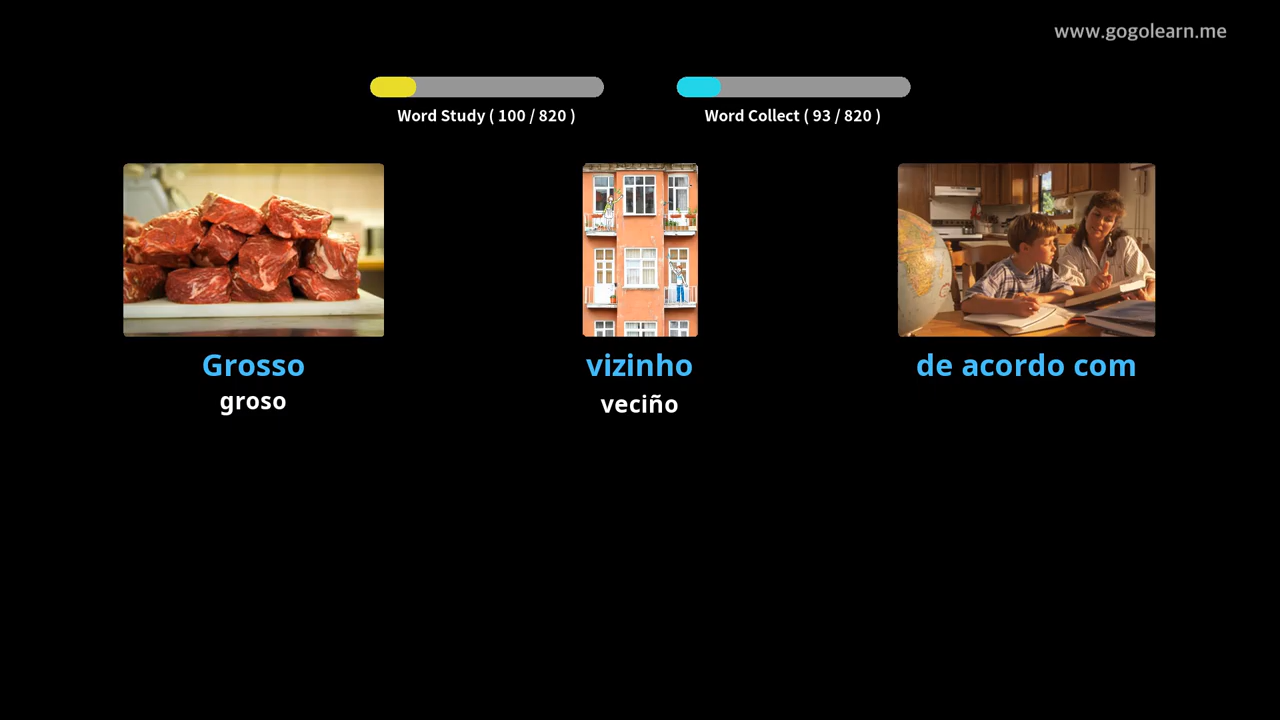 www.gogolearn.me
Word Study ( 100 / 820 )
Word Collect ( 93 / 820 )
Grosso
groso
vizinho
veciño
de acordo com